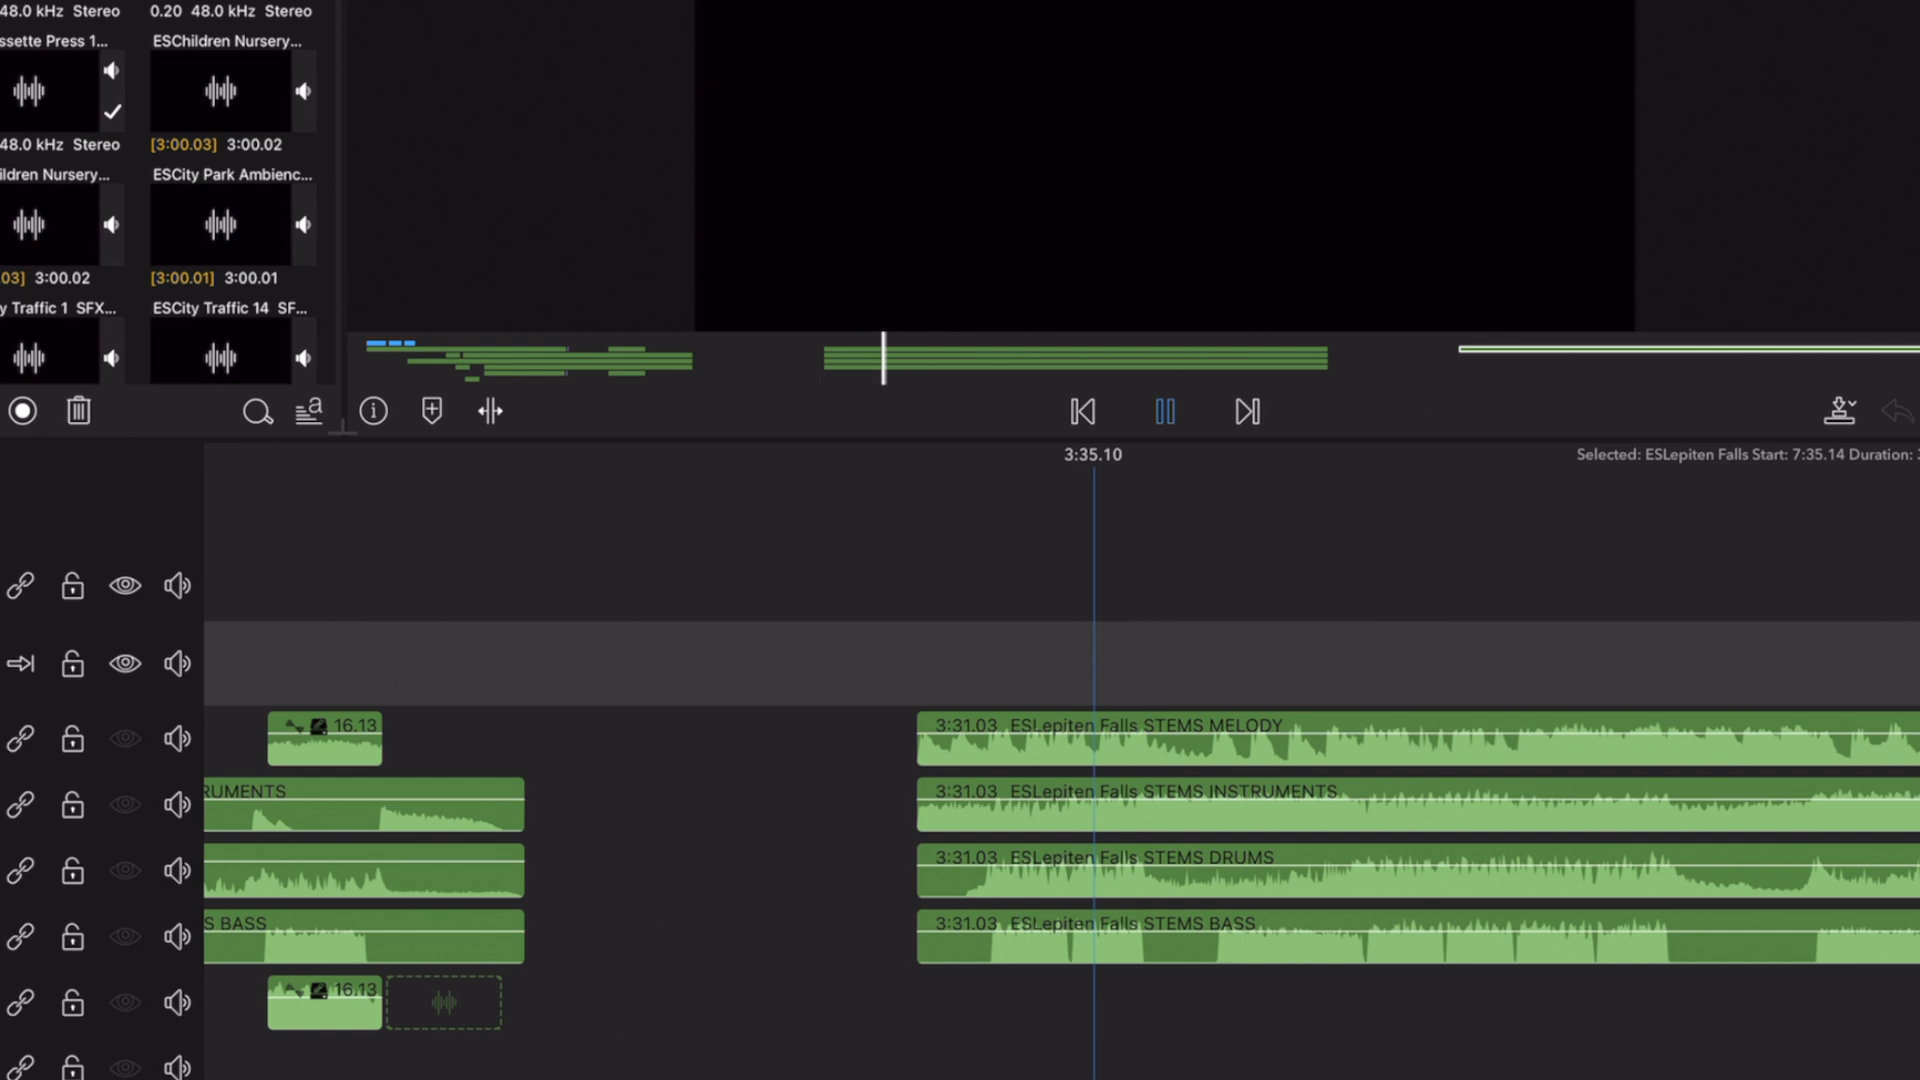 48.0 kHz Stereo
0.20 48.0 kHz Stereo
ssette Press 1...
ESChildren Nursery...
48.0 kHz Stereo
[3:00.03] 3:00.02
ildren Nursery...
ESCity Park Ambienc...
03] 3:00.02
[3:00.01] 3:00.01
y Traffic 1 SFX...
ESCity Traffic 14 SF...
3:35.10
Selected: ESLepiten Falls Start: 7:35.14 Duration:
16.13
3:31.03 ESLepiten Falls STEMS MELODY
RUMENTS
3:31.03 ESLepiten Falls STEMS INSTRUMENTS
3:31.03 ESLepiten Falls STEMS DRUMS
S BASS
3:31.03 ESLepiten Falls STEMS BASS
16.13